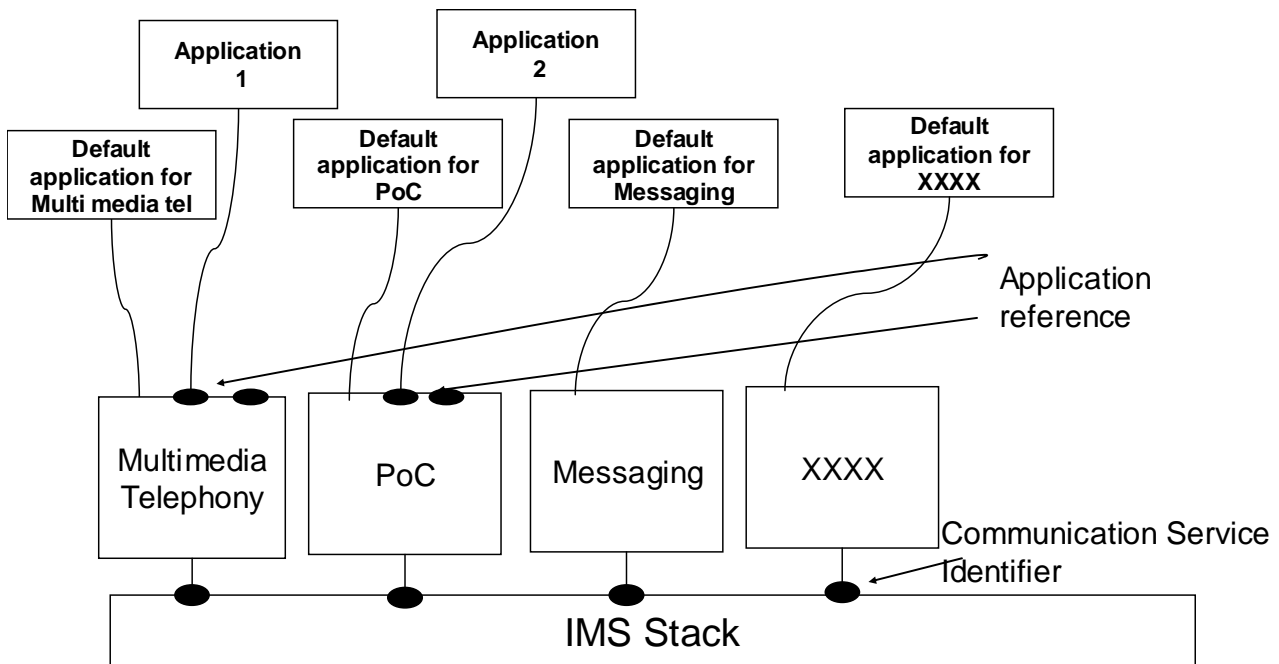 Application
1
Application
2
Default
application for
Multi media tel
Default
application for
PoC
Default
application for
Messaging
Default
application for
XXXX
Application
reference
Multimedia
Telephony
PoC
Messaging
XXXX
Communication Service
Identifier
IMS Stack